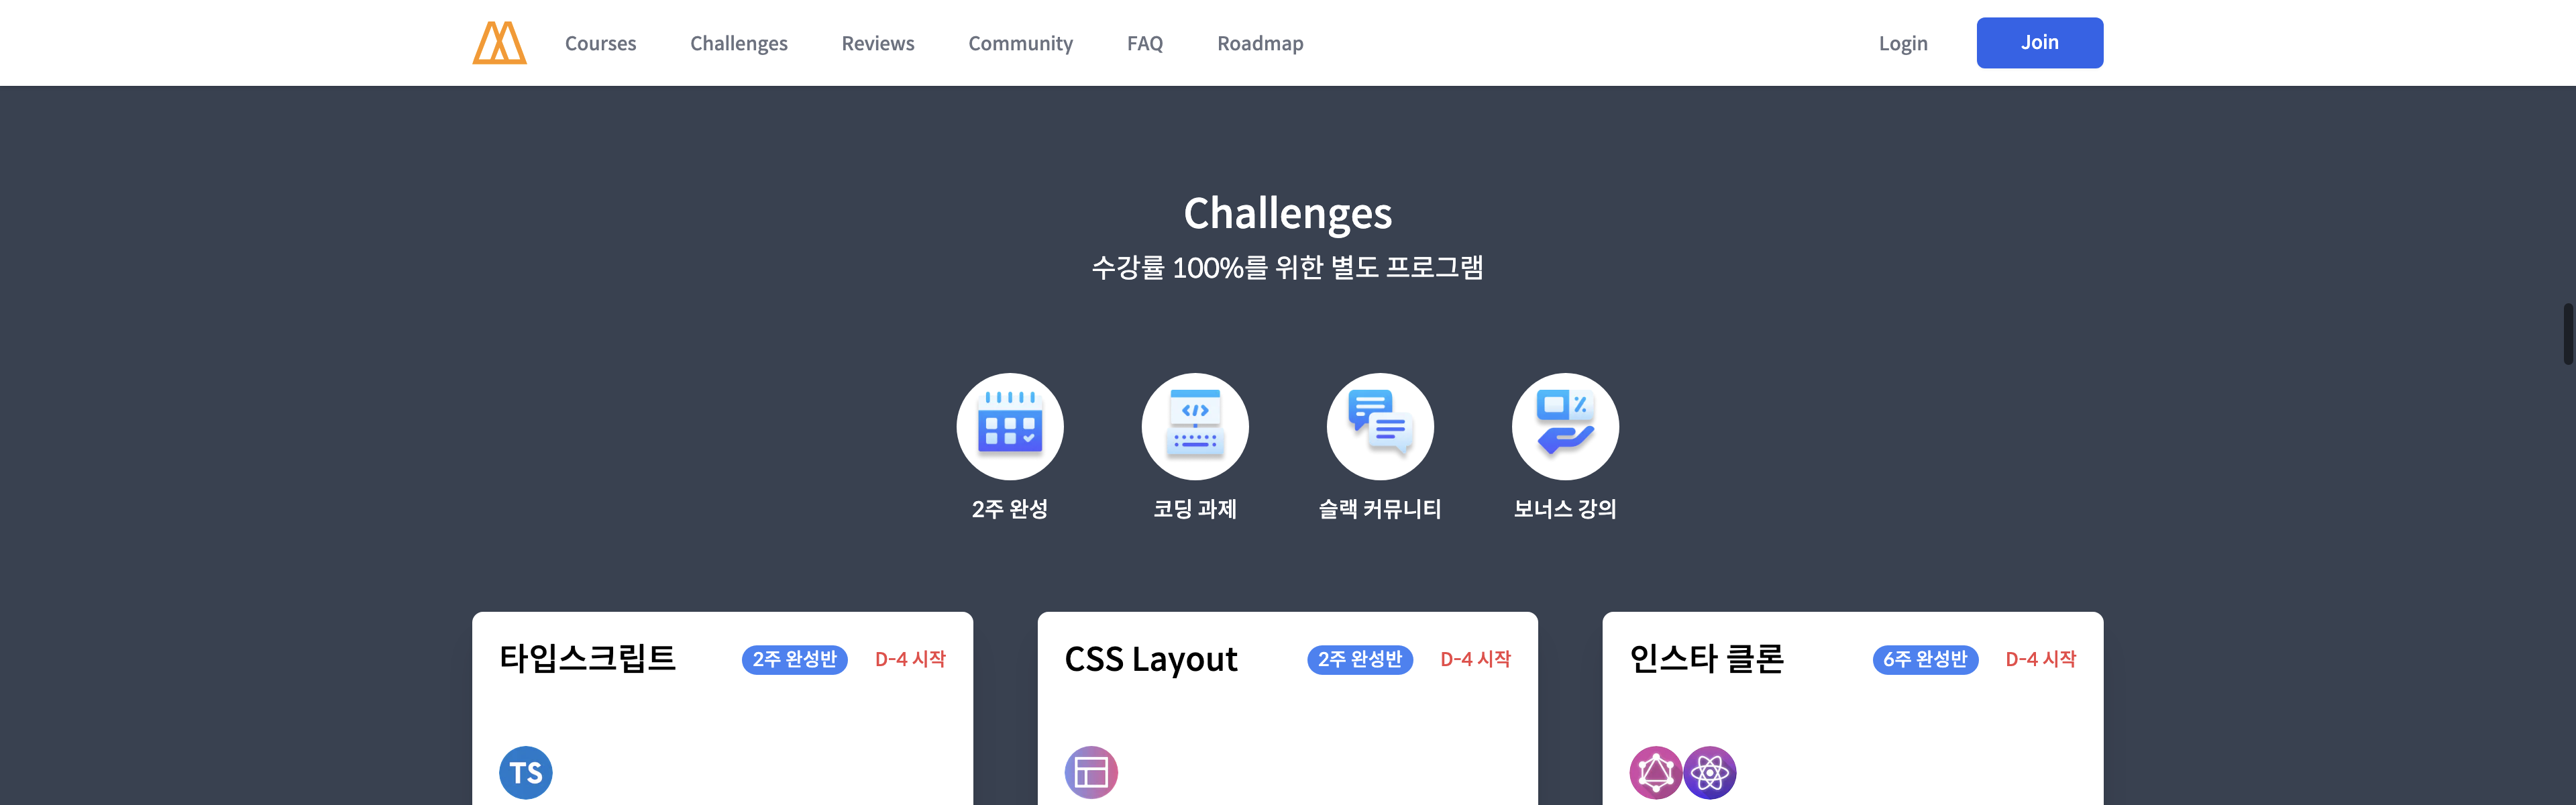 Courses Challenges Reviews Community FAQ Roadmap Login Join
Challenges
수강률 100%를 위한 별도 프로그램
2주 완성 코딩 과제 슬랙 커뮤니티 보너스 강의
타입스크립트 2주 완성반 D-4 시작
CSS Layout 2주 완성반 D-4 시작
인스타 클론 6주 완성반 D-4 시작
TS